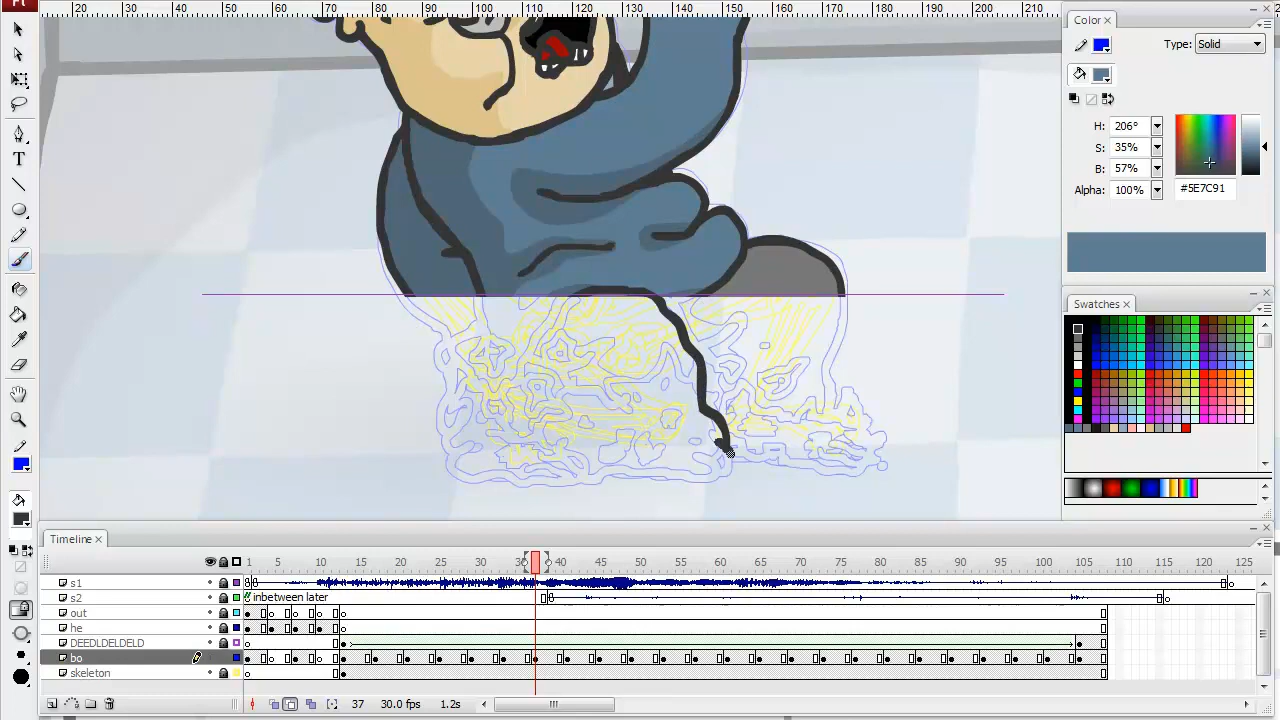 Fl
20 30 40 50 60 70 80 90 100 110 120 130 140 150 160 170 180 190 200 210
Color
Type: Solid
H: 206°
S: 35%
B: 57%
Alpha: 100% #5E7C91
T
Swatches
Timeline
1 5 10 15 20 25 30 40 45 50 55 60 65 70 75 80 85 90 95 100 105 110 115 120 125
s1
s2 inbetween later
out
he
DEEDLDELDELD
bo
skeleton
37 30.0 fps 1.2s